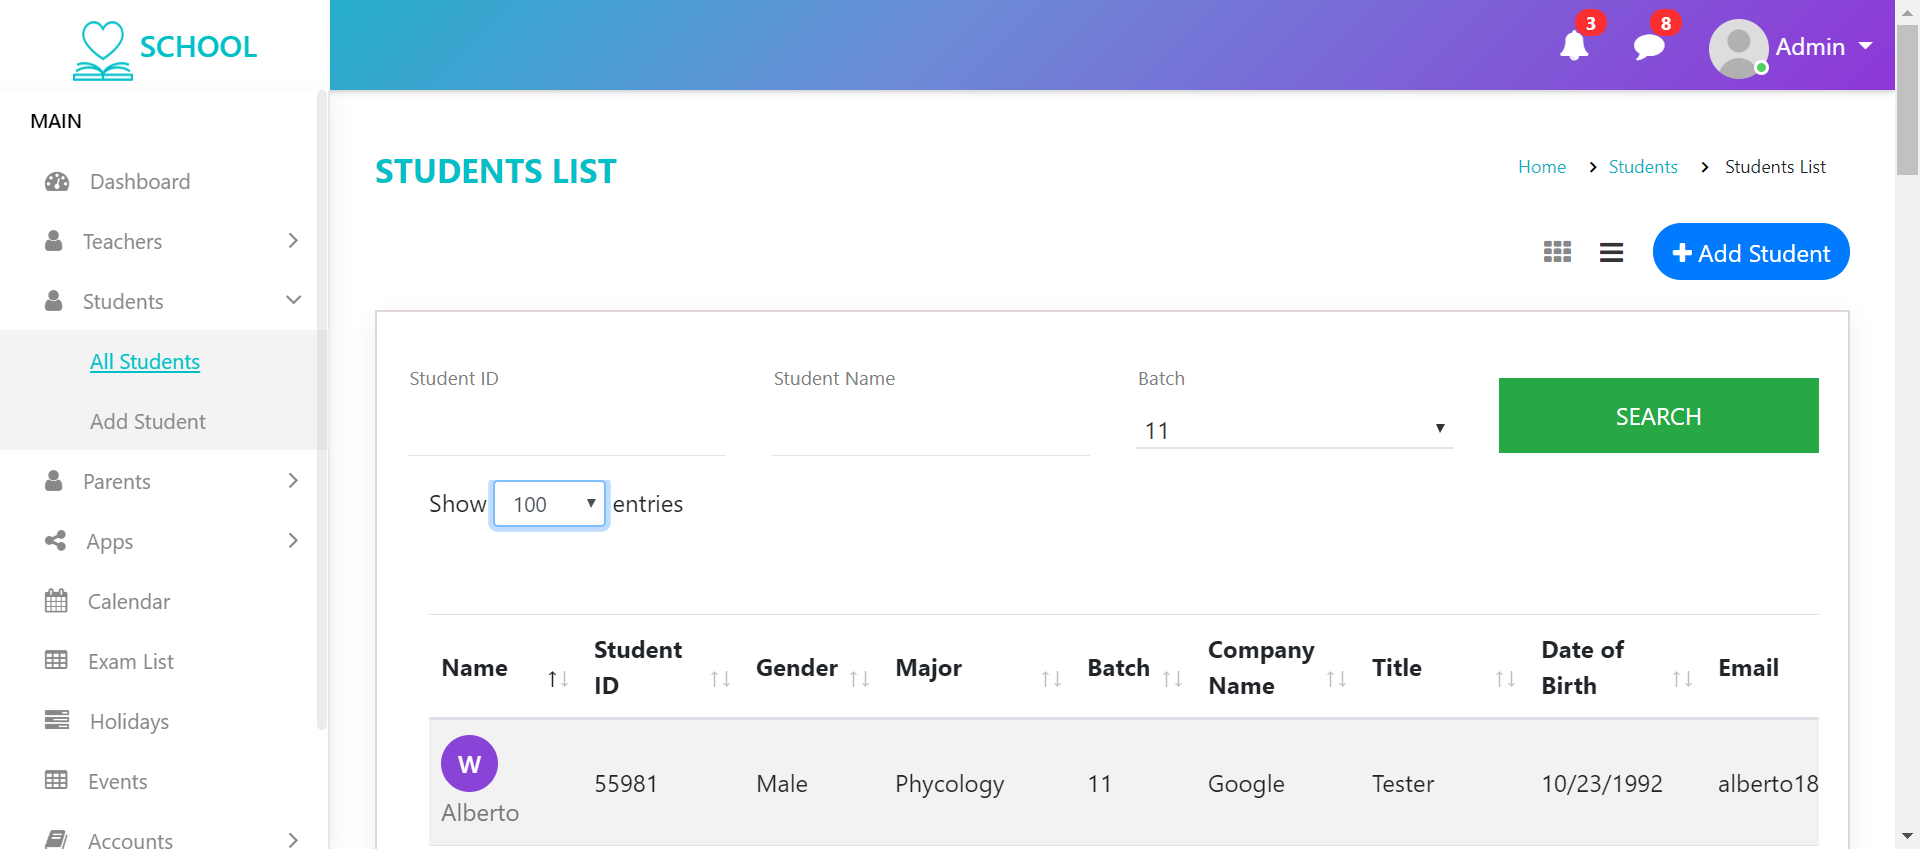 SCHOOL
3
8
Admin
MAIN
Dashboard
Teachers
Students
All Students
Add Student
Parents
Apps
Calendar
Exam List
Holidays
Events
Accounts
STUDENTS LIST
Home > Students > Students List
Add Student
Student ID
Student Name
Batch
11
SEARCH
Show 100 entries
Name
Student ID
Gender
Major
Batch
Company Name
Title
Date of Birth
Email
W
Alberto
55981
Male
Phycology
11
Google
Tester
10/23/1992
alberto18